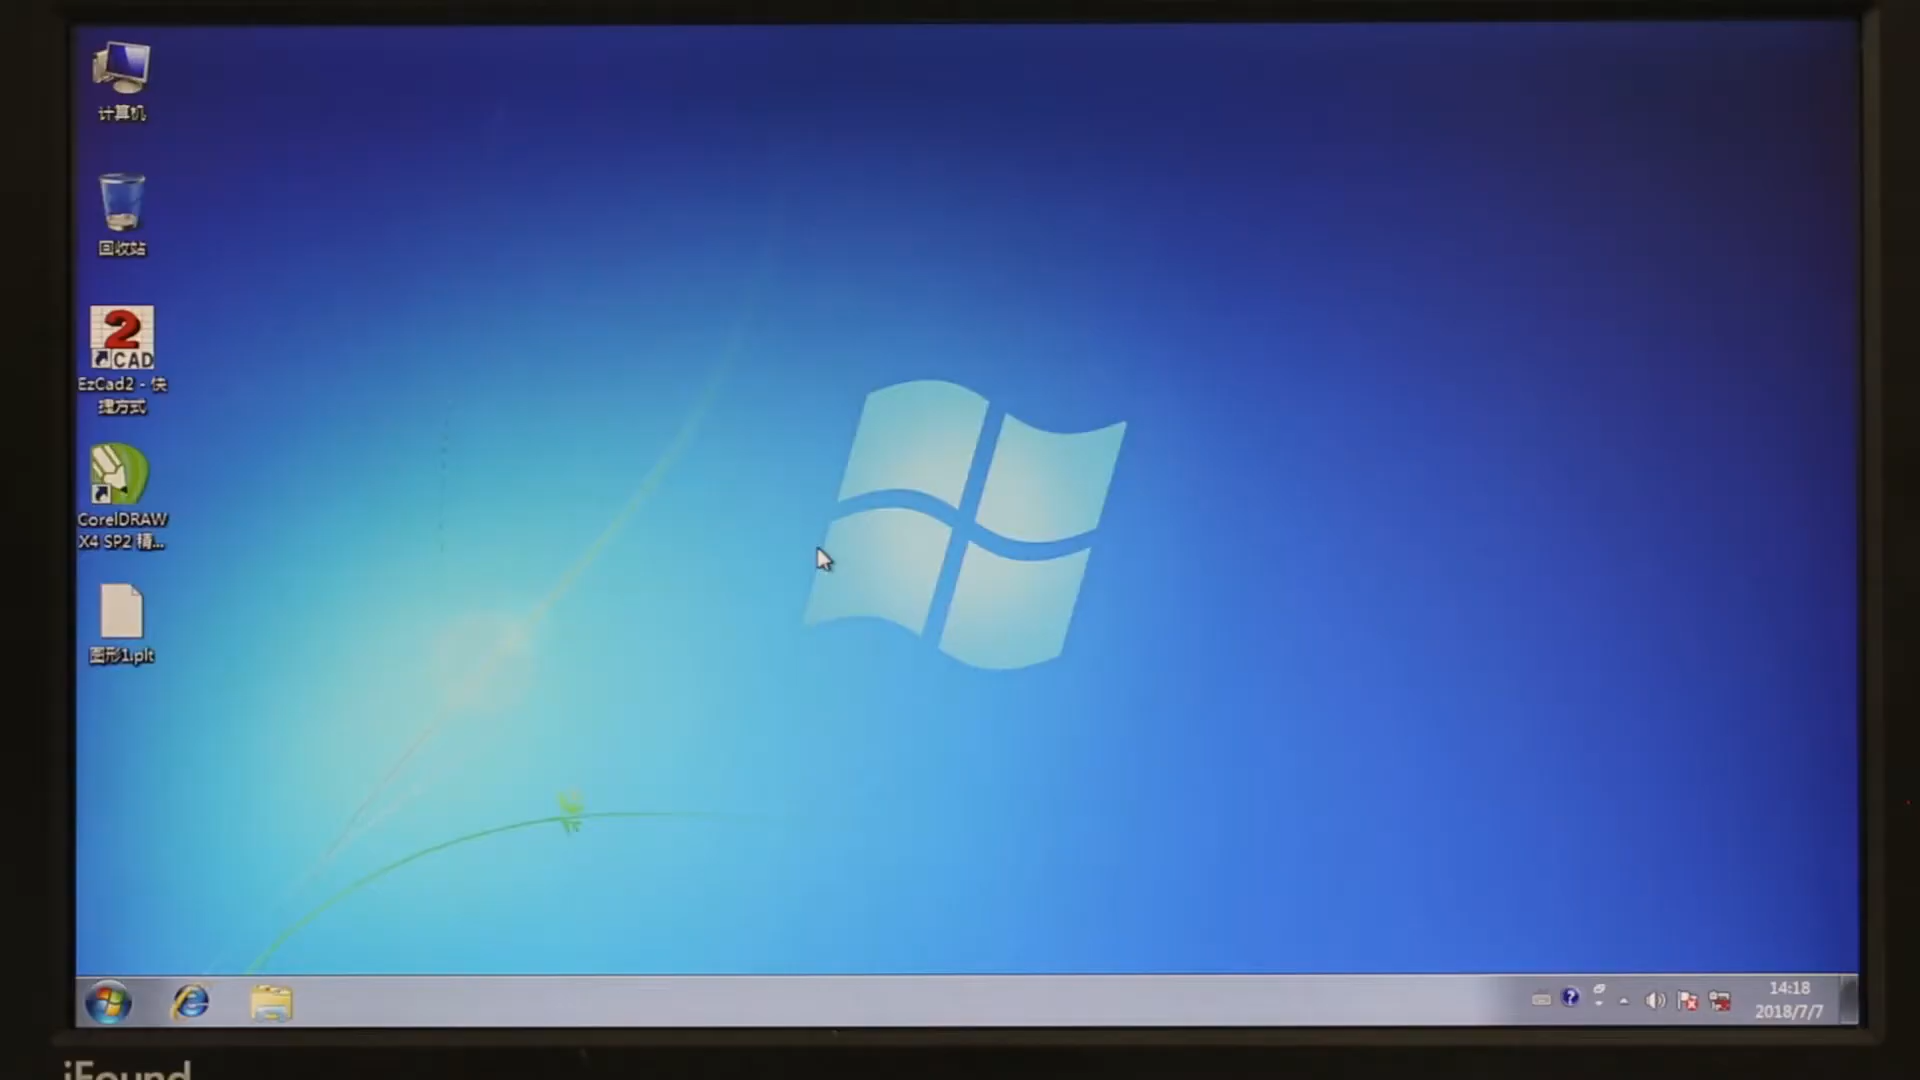 计算机
回收站
2
CAD
EzCad2 - 快
捷方式
CorelDRAW
X4 SP2 精...
图形1.plt
14:18
2018/7/7
iFound